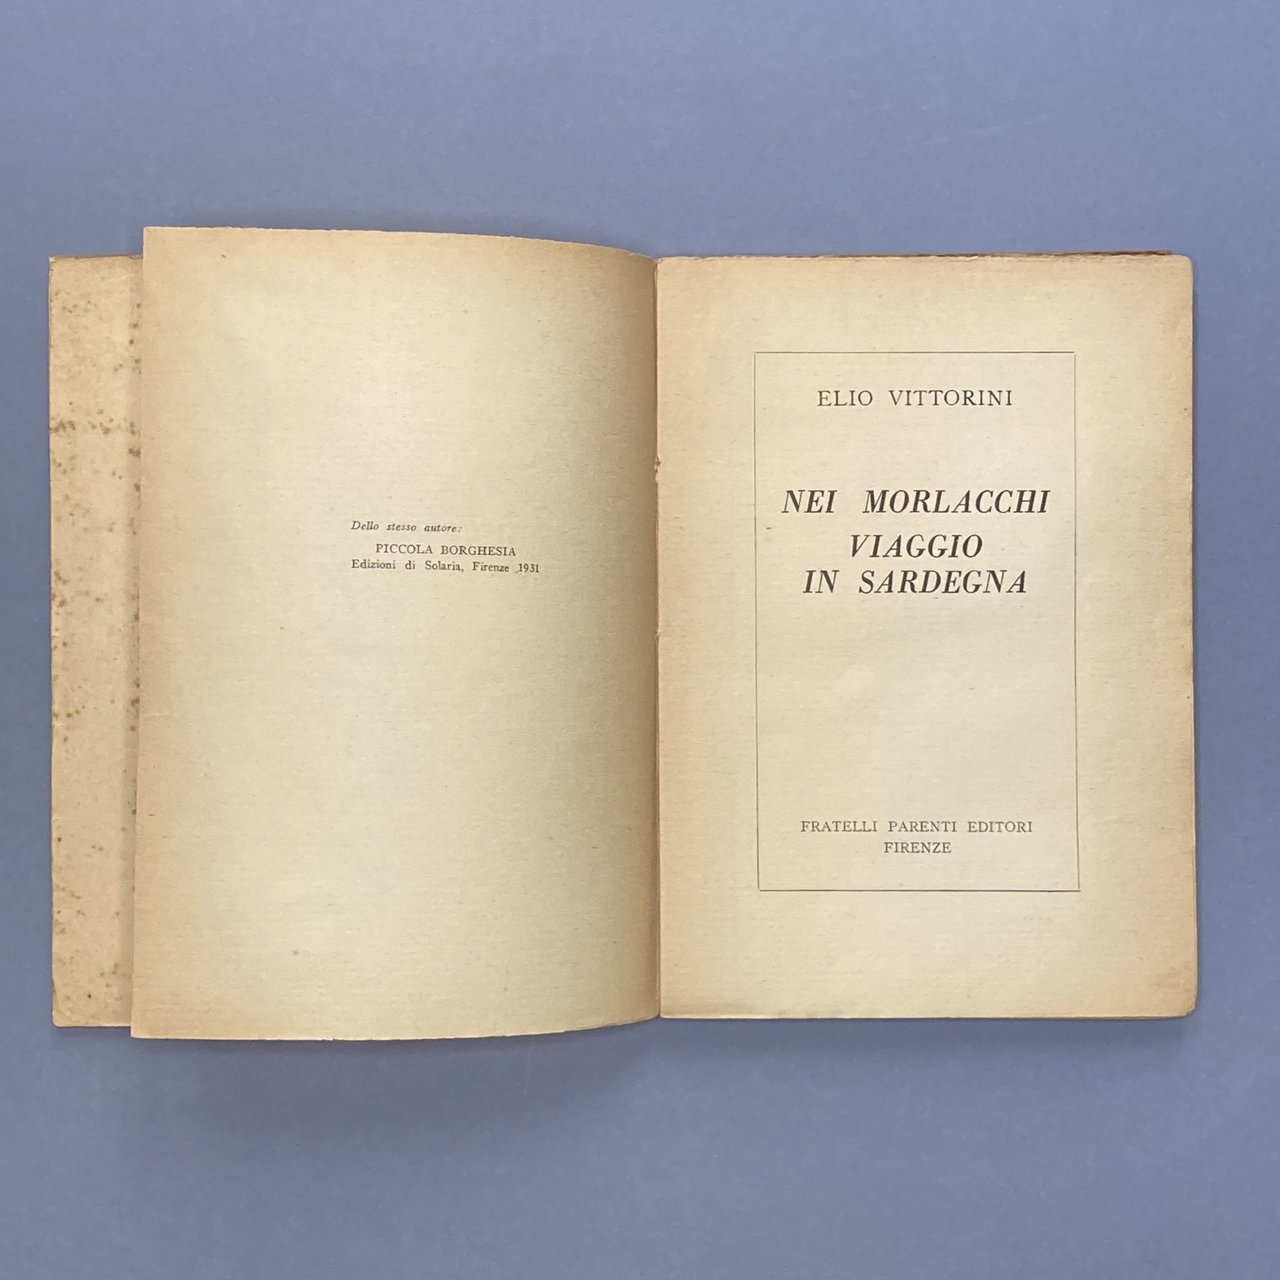 Dello stesso autore:
PICCOLA BORGHESIA
Edizioni di Solaria, Firenze 1931
ELIO VITTORINI
NEI MORLACCHI
VIAGGIO
IN SARDEGNA
FRATELLI PARENTI EDITORI
FIRENZE